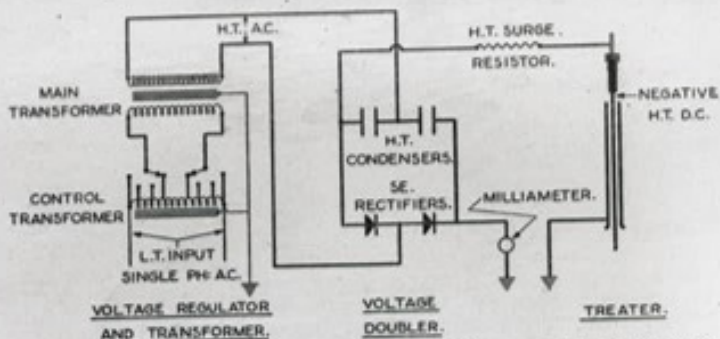 H.T. A.C.
H.T. SURGE.
RESISTOR.
MAIN
TRANSFORMER
NEGATIVE
H.T. D.C.
H.T.
CONDENSERS.
SE.
RECTIFIERS.
MILLIAMETER.
CONTROL
TRANSFORMER
L.T. INPUT
SINGLE PH: A.C.
VOLTAGE REGULATOR
AND TRANSFORMER.
VOLTAGE
DOUBLER.
TREATER.